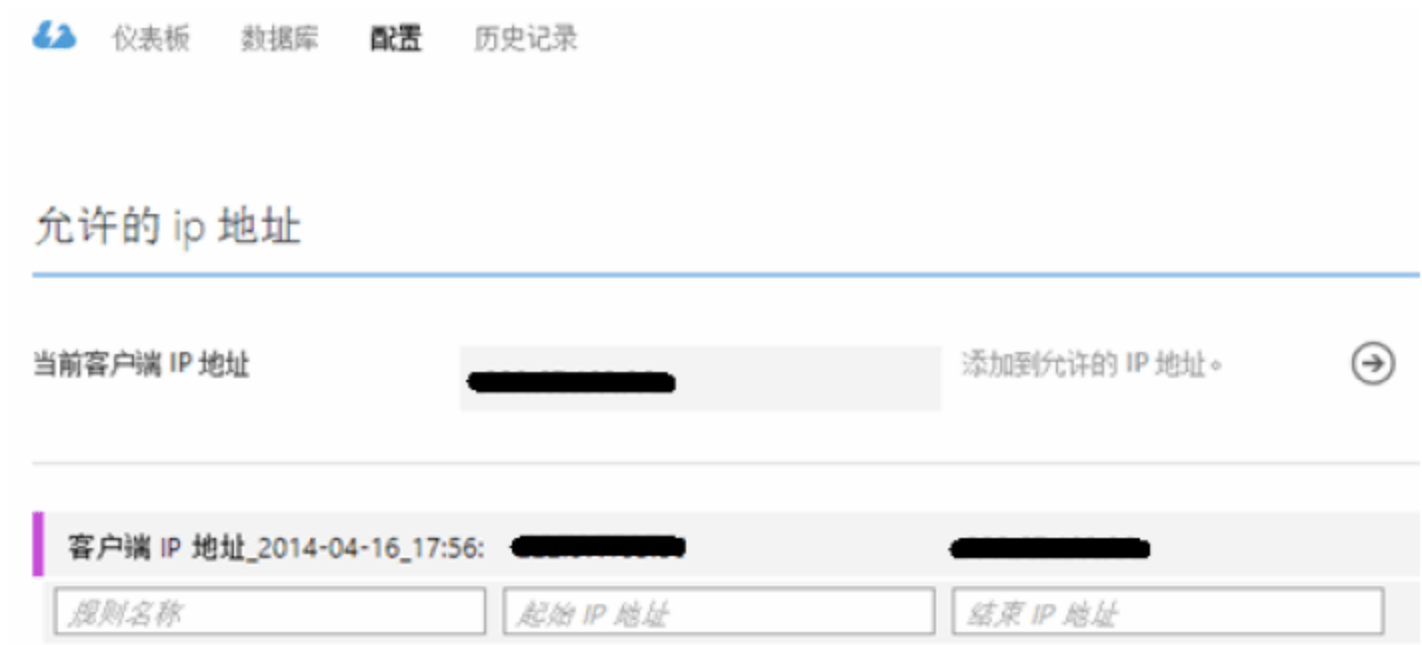 仪表板 数据库 配置 历史记录
允许的 ip 地址
当前客户端 IP 地址 添加到允许的 IP 地址。
客户端 IP 地址_2014-04-16_17:56:
规则名称 起始 IP 地址 结束 IP 地址